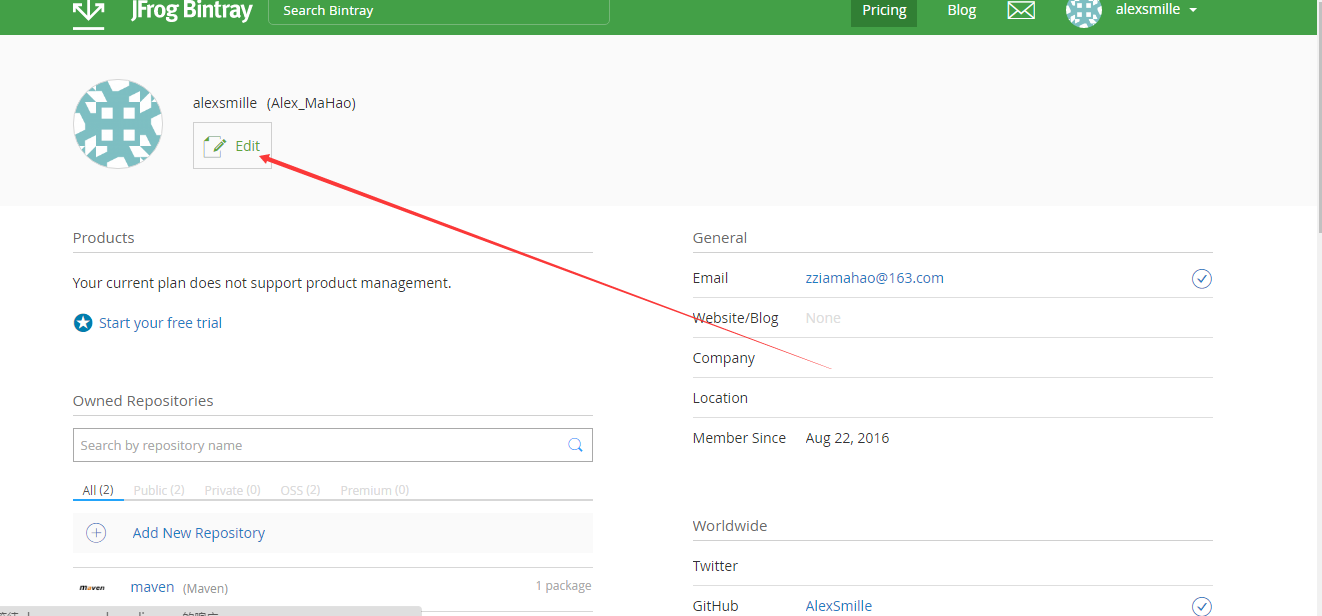 JFrog Bintray
Search Bintray
Pricing
Blog
alexsmille
alexsmille (Alex_MaHao)
Edit
Products
Your current plan does not support product management.
Start your free trial
Owned Repositories
Search by repository name
All (2) Public (2) Private (0) OSS (2) Premium (0)
Add New Repository
maven maven (Maven) 1 package
General
Email zziamahao@163.com
Website/Blog None
Company
Location
Member Since Aug 22, 2016
Worldwide
Twitter
GitHub AlexSmille